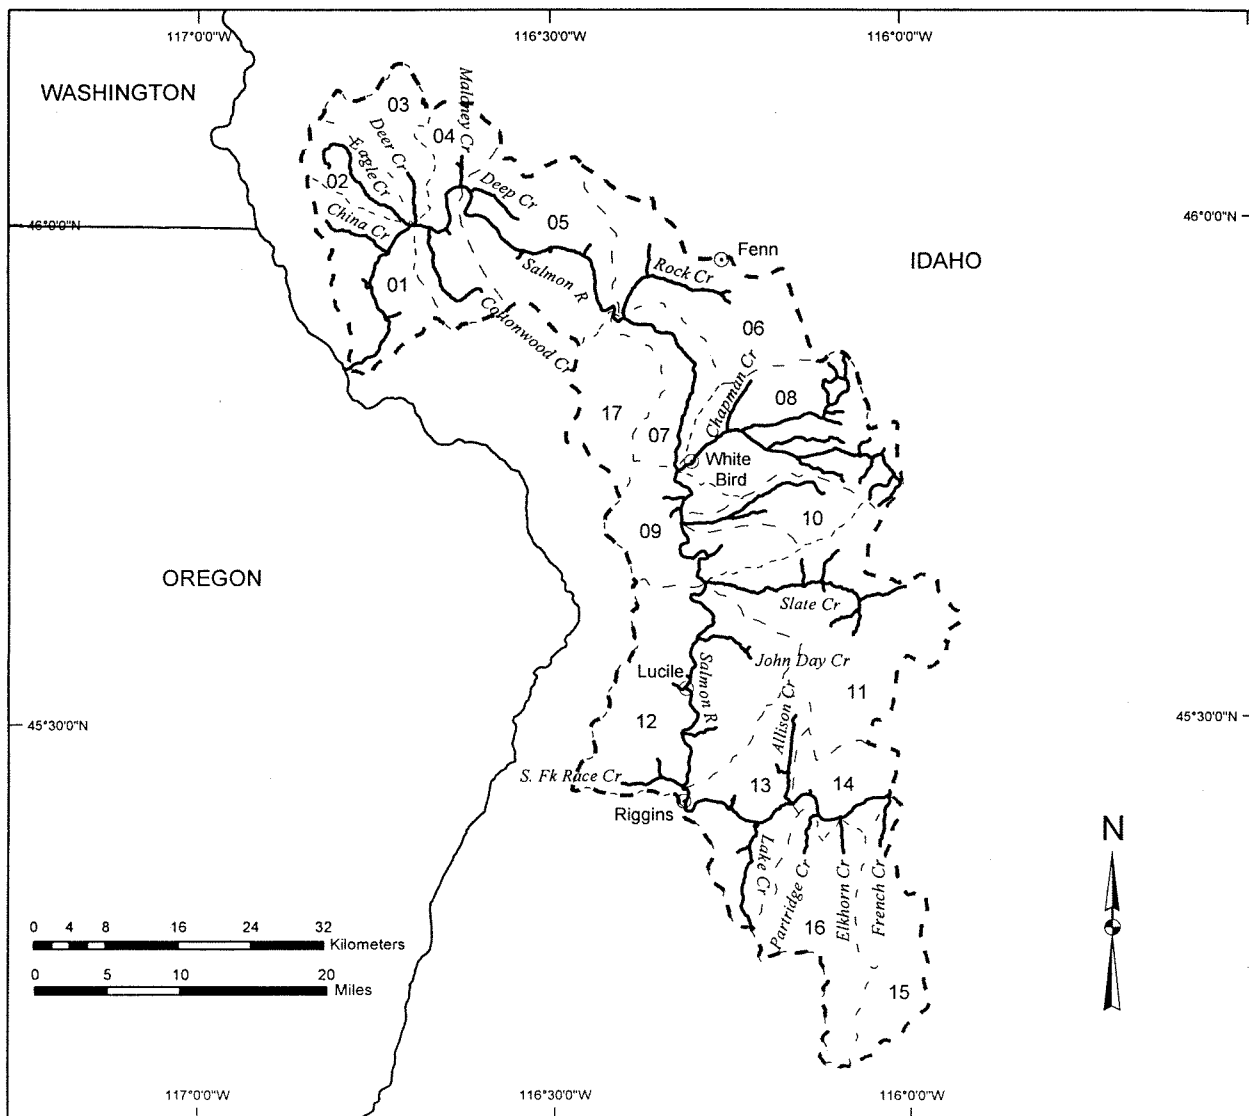 117°0'0"W
116°30'0"W
116°0'0"W
WASHINGTON
03
Maloney Cr
04
Deer Cr
Eagle Cr
02
Deep Cr
China Cr
05
46°0'0"N
46°0'0"N
Fenn
IDAHO
Rock Cr
Salmon R
01
Cottonwood Cr
06
Chapman Cr
08
17
07
White
Bird
10
09
OREGON
Slate Cr
John Day Cr
Lucile
Salmon R
11
Allison Cr
12
45°30'0"N
45°30'0"N
S. Fk Race Cr
13
14
Riggins
N
Lake Cr
Partridge Cr
Elkhorn Cr
French Cr
16
15
0 4 8 16 24 32
Kilometers
0 5 10 20
Miles
117°0'0"W
116°30'0"W
116°0'0"W